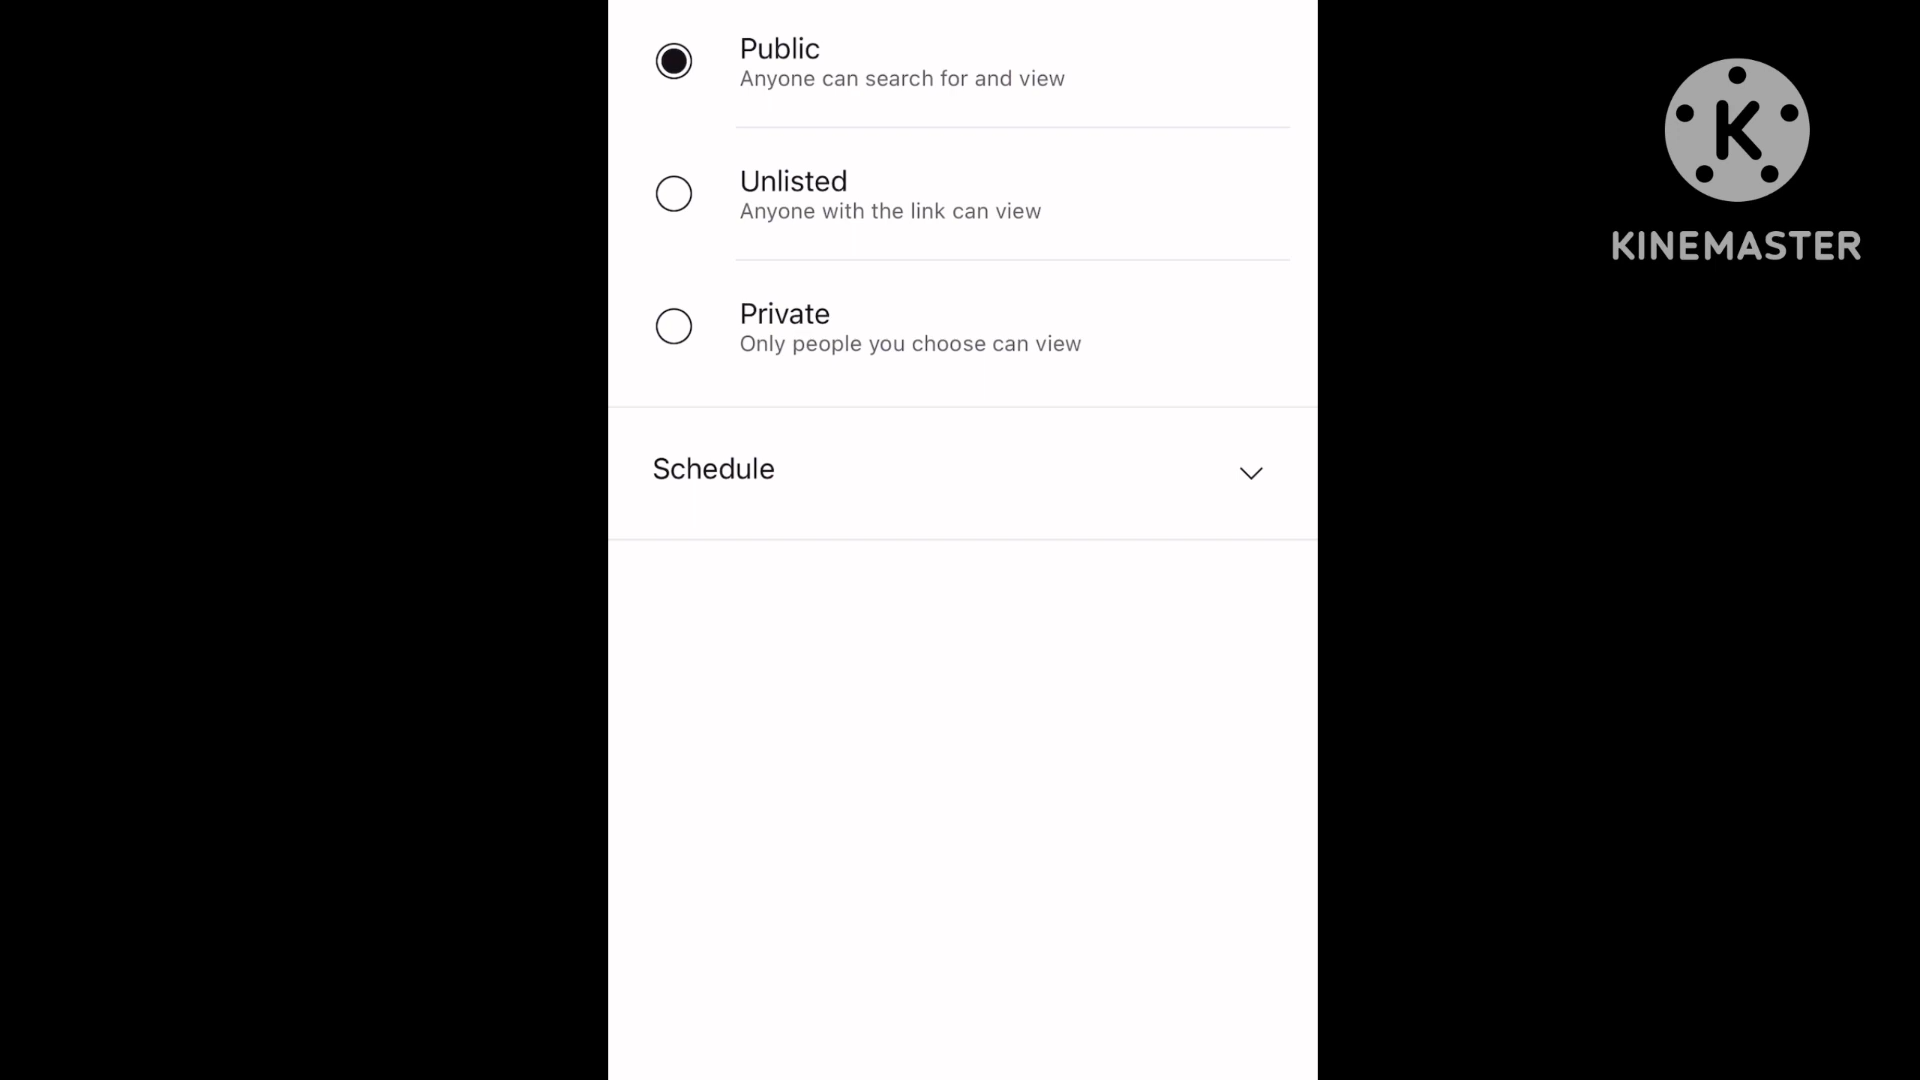 Public
Anyone can search for and view
Unlisted
Anyone with the link can view
Private
Only people you choose can view
Schedule
K
KINEMASTER